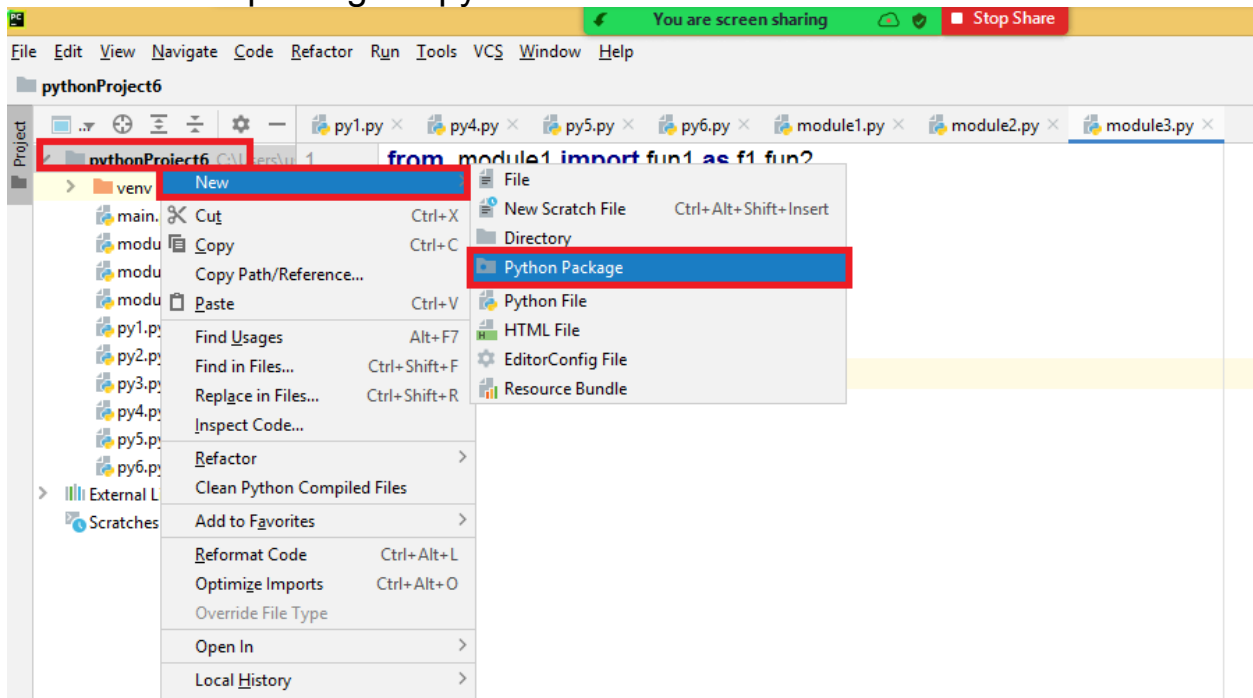 PC
You are screen sharing Stop Share
File Edit View Navigate Code Refactor Run Tools VCS Window Help
pythonProject6
Project
py1.py py4.py py5.py py6.py module1.py module2.py module3.py
pythonProject6 C:\Users\u 1
from module1 import fun1 as f1,fun2
venv
main.
modu
modu
modu
py1.py
py2.py
py3.py
py4.py
py5.py
py6.py
External L
Scratches
New
Cut Ctrl+X
Copy Ctrl+C
Copy Path/Reference...
Paste Ctrl+V
Find Usages Alt+F7
Find in Files... Ctrl+Shift+F
Replace in Files... Ctrl+Shift+R
Inspect Code...
Refactor
Clean Python Compiled Files
Add to Favorites
Reformat Code Ctrl+Alt+L
Optimize Imports Ctrl+Alt+O
Override File Type
Open In
Local History
File
New Scratch File Ctrl+Alt+Shift+Insert
Directory
Python Package
Python File
H
HTML File
EditorConfig File
Resource Bundle